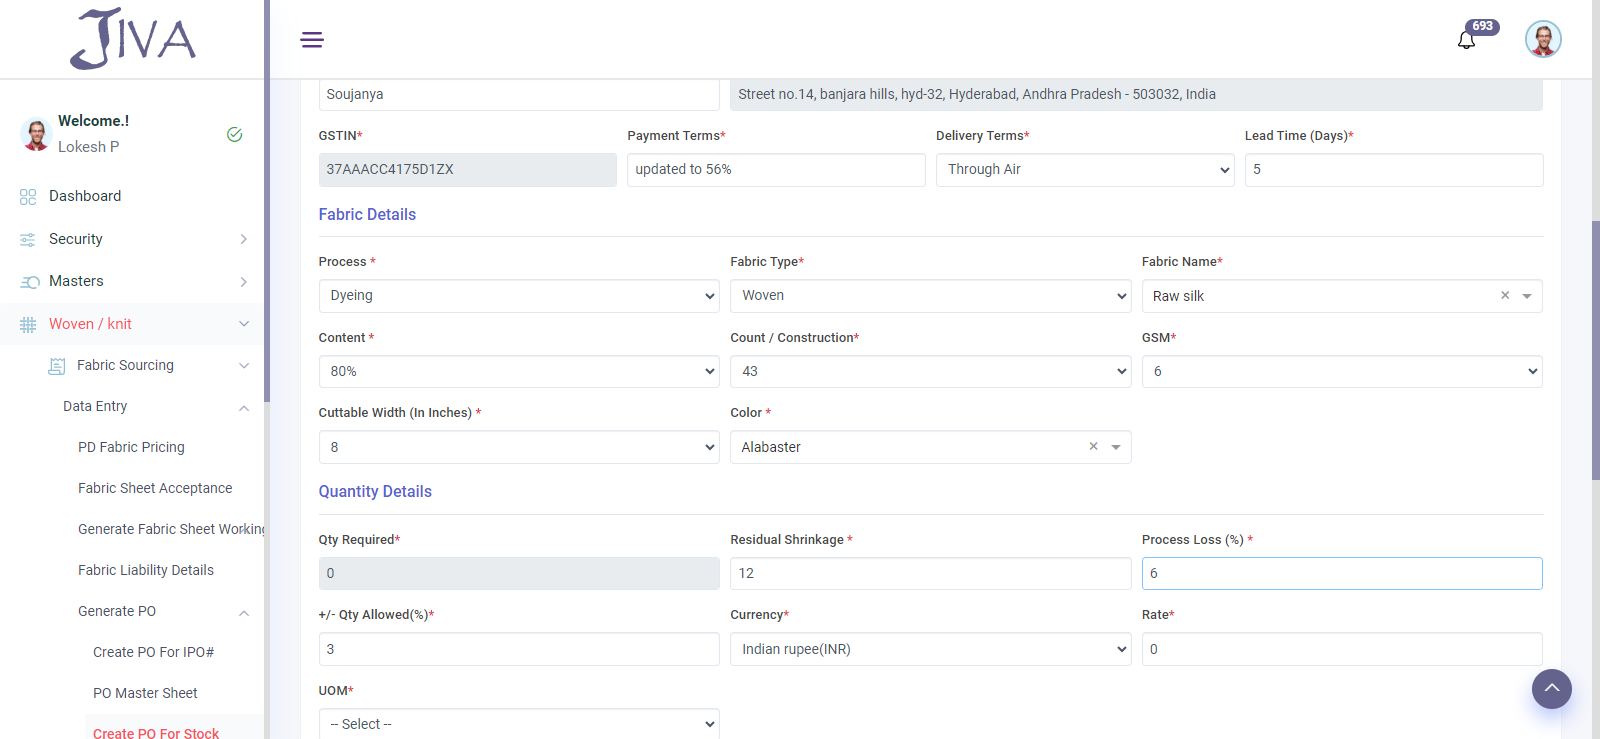 JIVA
693
Welcome.!
Lokesh P
Dashboard
Security
Masters
Woven / knit
Fabric Sourcing
Data Entry
PD Fabric Pricing
Fabric Sheet Acceptance
Generate Fabric Sheet Working
Fabric Liability Details
Generate PO
Create PO For IPO#
PO Master Sheet
Create PO For Stock
Soujanya
Street no.14, banjara hills, hyd-32, Hyderabad, Andhra Pradesh - 503032, India
GSTIN* Payment Terms* Delivery Terms* Lead Time (Days)*
37AAACC4175D1ZX updated to 56% Through Air 5
Fabric Details
Process * Fabric Type* Fabric Name*
Dyeing Woven Raw silk ×
Content * Count / Construction* GSM*
80% 43 6
Cuttable Width (In Inches) * Color *
8 Alabaster ×
Quantity Details
Qty Required* Residual Shrinkage * Process Loss (%) *
0 12 6
+/- Qty Allowed(%)* Currency* Rate*
3 Indian rupee(INR) 0
UOM*
-- Select --